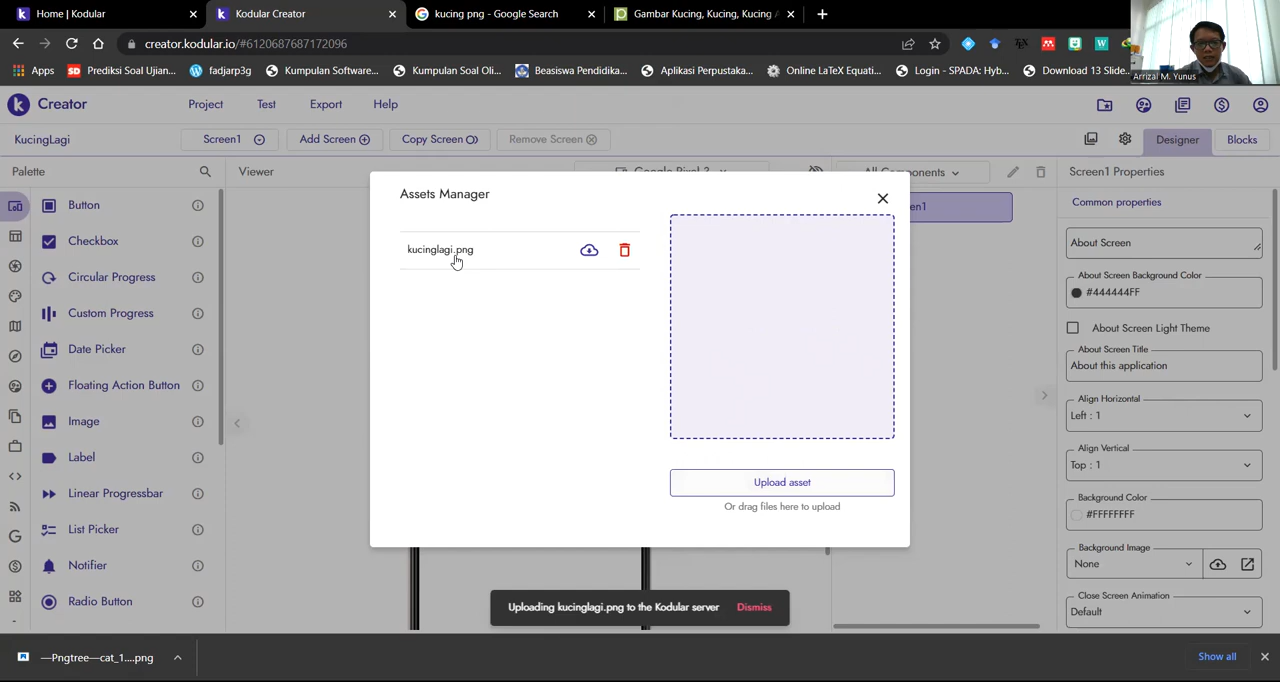 Home | Kodular
Kodular Creator
kucing png - Google Search
Gambar Kucing, Kucing, Kucing
creator.kodular.io/#6120687687172096
Apps
Prediksi Soal Ujian...
fadjarp3g
Kumpulan Software...
Kumpulan Soal Oli...
Beasiswa Pendidika...
Aplikasi Perpustaka...
Online LaTeX Equati...
Login - SPADA: Hyb...
Download 13 Slide...
Arrizal M. Yunus
Creator
Project
Test
Export
Help
KucingLagi
Screen1
Add Screen
Copy Screen
Remove Screen
Designer
Blocks
Palette
Viewer
All Components
Screen1 Properties
Button
Checkbox
Circular Progress
Custom Progress
Date Picker
Floating Action Button
Image
Label
Linear Progressbar
List Picker
Notifier
Radio Button
Assets Manager
kucinglagi.png
Upload asset
Or drag files here to upload
Uploading kucinglagi.png to the Kodular server
Dismiss
Common properties
About Screen
About Screen Background Color
#444444FF
About Screen Light Theme
About Screen Title
About this application
Align Horizontal
Left : 1
Align Vertical
Top : 1
Background Color
#FFFFFFFF
Background Image
None
Close Screen Animation
Default
—Pngtree—cat_1....png
Show all